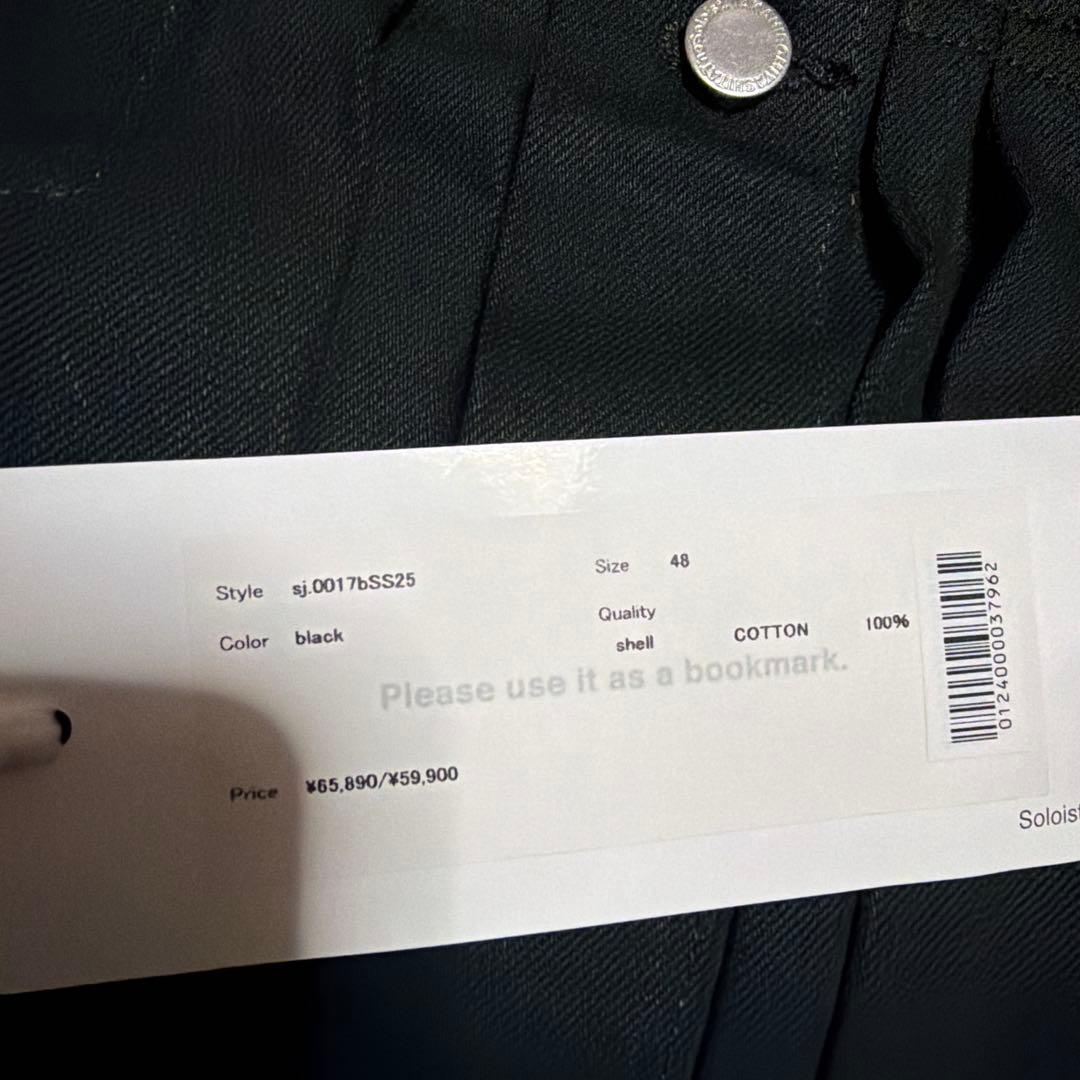 Style sj.0017bSS25
Color black
Size 48
Quality
shell COTTON 100%
Please use it as a bookmark.
Price ¥65,890/¥59,900
0124000037962
Soloist